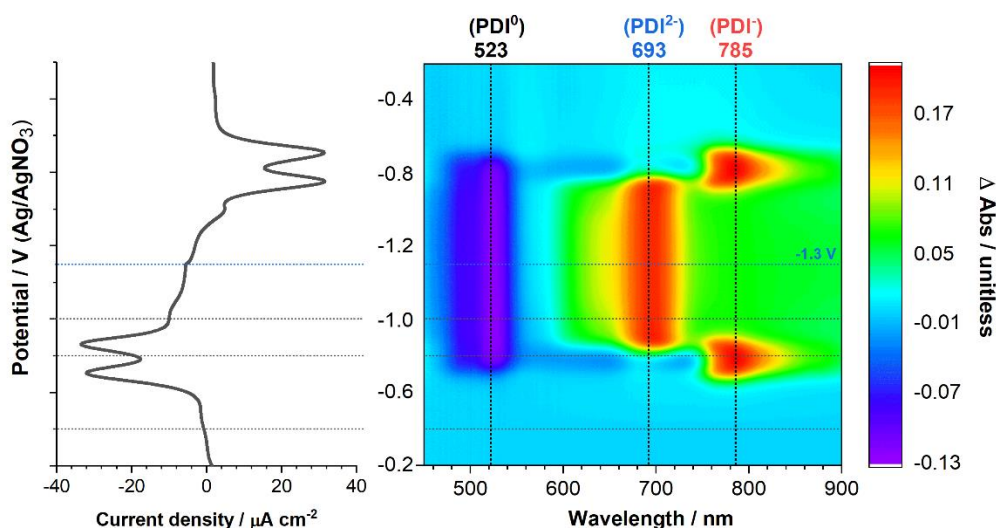 (PDI⁰) (PDI²⁻) (PDI⁻)
523 693 785
Potential / V (Ag/AgNO₃)
-0.4
-0.8
-1.2
-1.0
-0.6
-0.2
-1.3 V
-40 -20 0 20 40
Current density / μA cm⁻²
500 600 700 800 900
Wavelength / nm
0.17
0.11
0.05
-0.01
-0.07
-0.13
Δ Abs / unitless